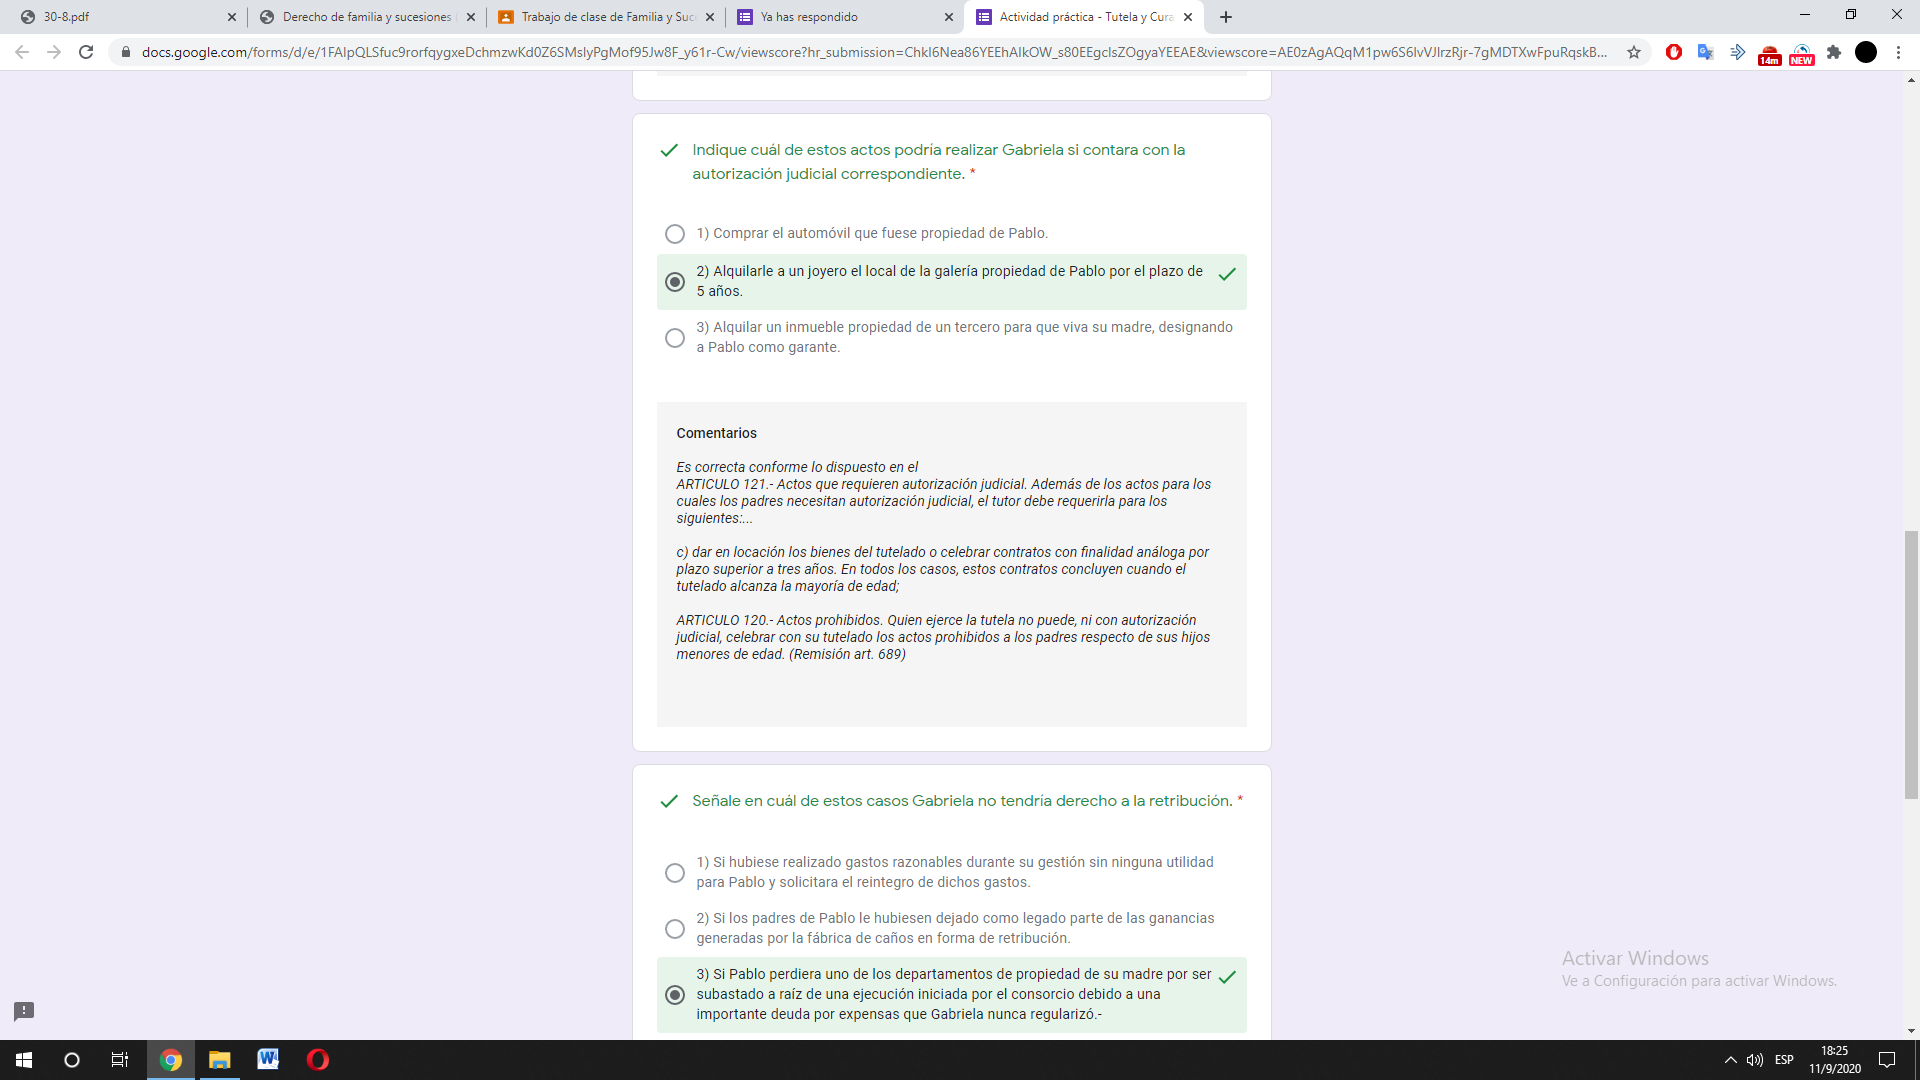 30-8.pdf
Derecho de familia y sucesiones
Trabajo de clase de Familia y Suc
Ya has respondido
Actividad práctica - Tutela y Cura
docs.google.com/forms/d/e/1FAIpQLSfuc9rorfqygxeDchmzwKd0Z6SMsIyPgMof95Jw8F_y61r-Cw/viewscore?hr_submission=ChkI6Nea86YEEhAIkOW_s80EEgcIsZOgyaYEEAE&viewscore=AE0zAgAQqM1pw6S6lvVJIrzRjr-7gMDTXwFpuRqskB...
14m
NEW
Indique cuál de estos actos podría realizar Gabriela si contara con la
autorización judicial correspondiente. *
1) Comprar el automóvil que fuese propiedad de Pablo.
2) Alquilarle a un joyero el local de la galería propiedad de Pablo por el plazo de
5 años.
3) Alquilar un inmueble propiedad de un tercero para que viva su madre, designando
a Pablo como garante.
Comentarios
Es correcta conforme lo dispuesto en el
ARTICULO 121.- Actos que requieren autorización judicial. Además de los actos para los
cuales los padres necesitan autorización judicial, el tutor debe requerirla para los
siguientes:...
c) dar en locación los bienes del tutelado o celebrar contratos con finalidad análoga por
plazo superior a tres años. En todos los casos, estos contratos concluyen cuando el
tutelado alcanza la mayoría de edad;
ARTICULO 120.- Actos prohibidos. Quien ejerce la tutela no puede, ni con autorización
judicial, celebrar con su tutelado los actos prohibidos a los padres respecto de sus hijos
menores de edad. (Remisión art. 689)
Señale en cuál de estos casos Gabriela no tendría derecho a la retribución. *
1) Si hubiese realizado gastos razonables durante su gestión sin ninguna utilidad
para Pablo y solicitara el reintegro de dichos gastos.
2) Si los padres de Pablo le hubiesen dejado como legado parte de las ganancias
generadas por la fábrica de caños en forma de retribución.
3) Si Pablo perdiera uno de los departamentos de propiedad de su madre por ser
subastado a raíz de una ejecución iniciada por el consorcio debido a una
importante deuda por expensas que Gabriela nunca regularizó.-
Activar Windows
Ve a Configuración para activar Windows.
ESP
18:25
11/9/2020